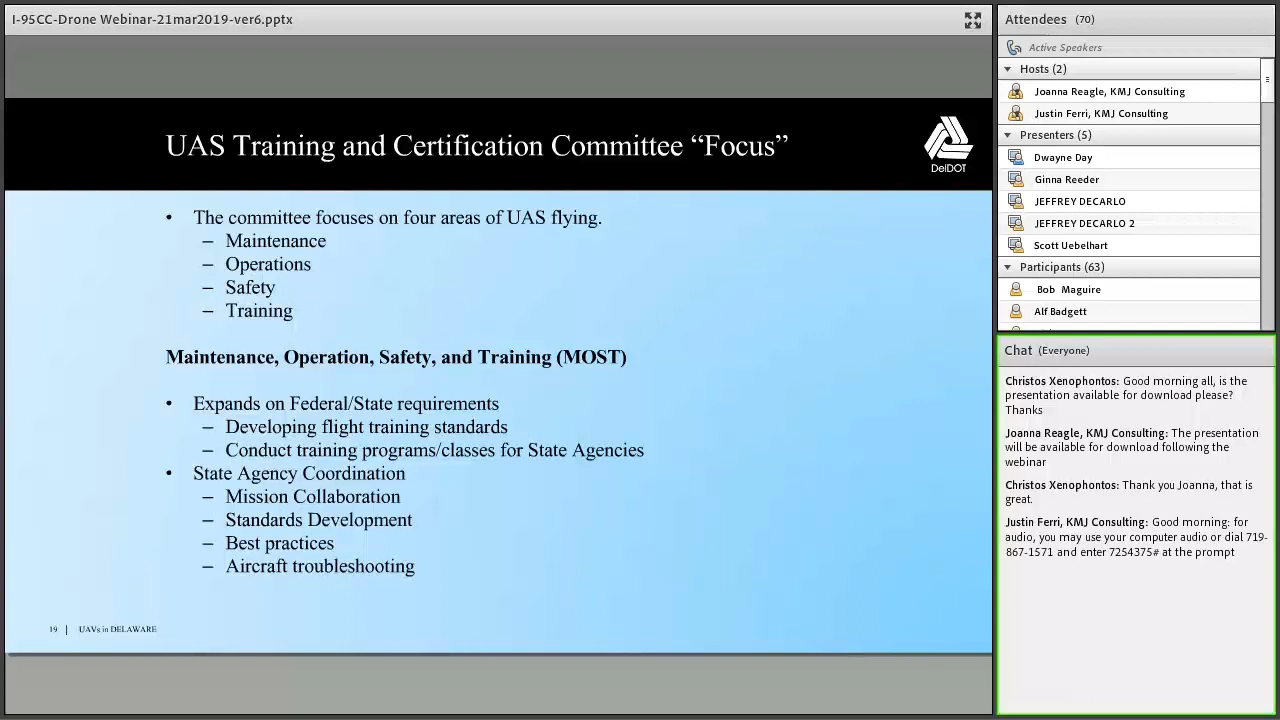 I-95CC-Drone Webinar-21mar2019-ver6.pptx
UAS Training and Certification Committee “Focus”
DelDOT
• The committee focuses on four areas of UAS flying.
– Maintenance
– Operations
– Safety
– Training
Maintenance, Operation, Safety, and Training (MOST)
• Expands on Federal/State requirements
– Developing flight training standards
– Conduct training programs/classes for State Agencies
• State Agency Coordination
– Mission Collaboration
– Standards Development
– Best practices
– Aircraft troubleshooting
19 | UAVs in DELAWARE
Attendees (70)
Active Speakers
Hosts (2)
Joanna Reagle, KMJ Consulting
Justin Ferri, KMJ Consulting
Presenters (5)
Dwayne Day
Ginna Reeder
JEFFREY DECARLO
JEFFREY DECARLO 2
Scott Uebelhart
Participants (63)
Bob Maguire
Alf Badgett
Chat (Everyone)
Christos Xenophontos: Good morning all, is the
presentation available for download please?
Thanks
Joanna Reagle, KMJ Consulting: The presentation
will be available for download following the
webinar
Christos Xenophontos: Thank you Joanna, that is
great.
Justin Ferri, KMJ Consulting: Good morning: for
audio, you may use your computer audio or dial 719-
867-1571 and enter 7254375# at the prompt